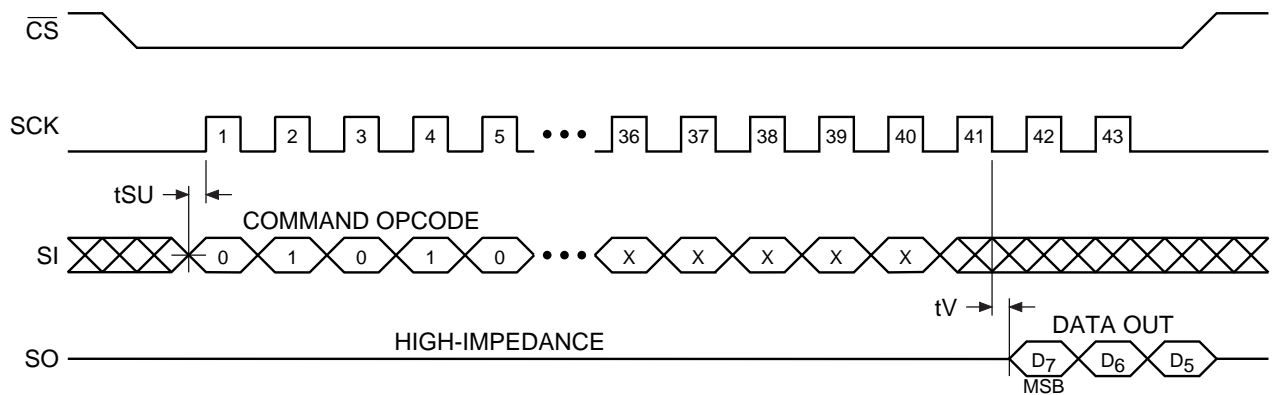 CS
SCK
1 2 3 4 5 ••• 36 37 38 39 40 41 42 43
tSU
COMMAND OPCODE
SI
0 1 0 1 0 ••• X X X X X
tV
DATA OUT
HIGH-IMPEDANCE
SO
D7 D6 D5
MSB